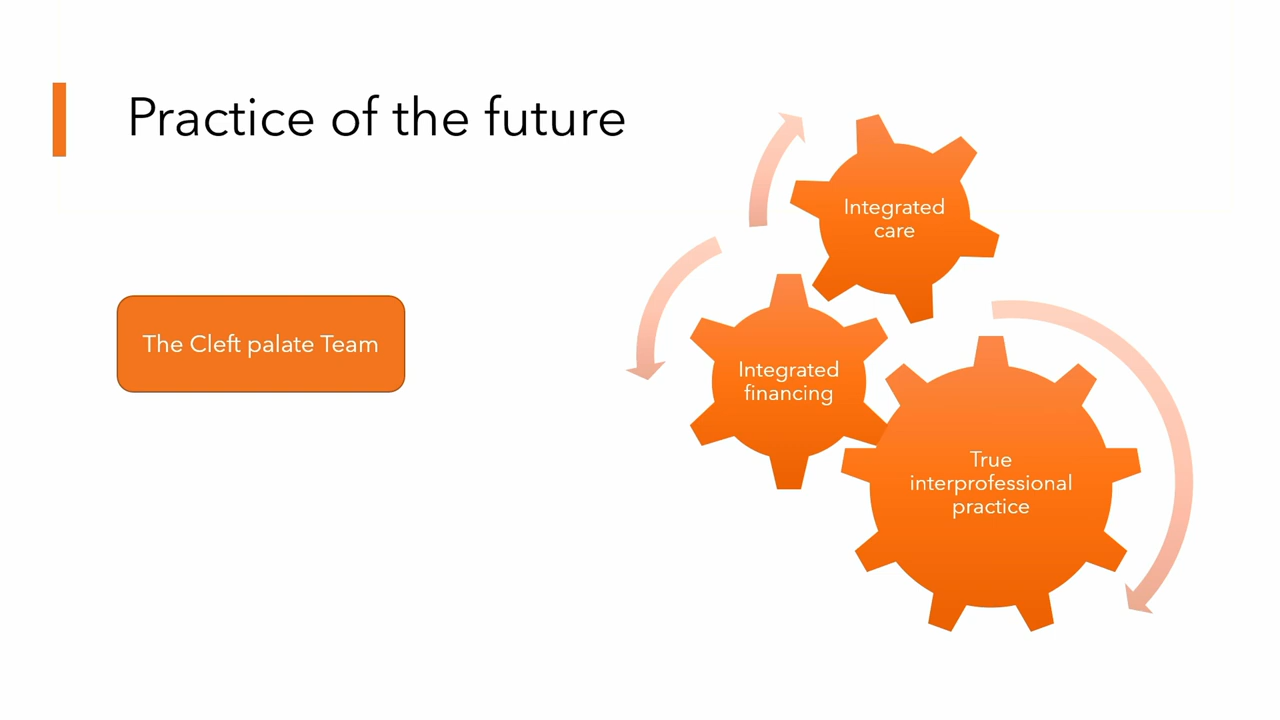 Practice of the future
The Cleft palate Team
Integrated
care
Integrated
financing
True
interprofessional
practice